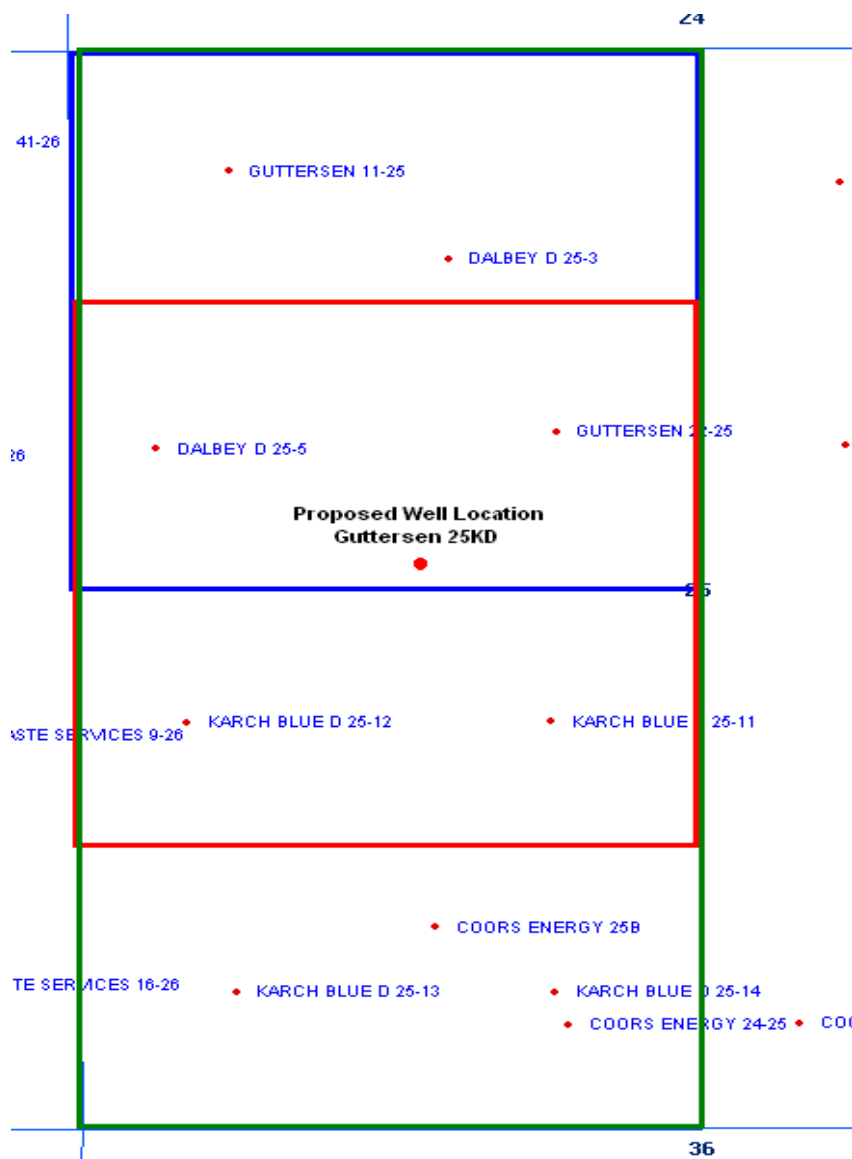 24
41-26
GUTTERSEN 11-25
DALBEY D 25-3
GUTTERSEN 22-25
DALBEY D 25-5
26
Proposed Well Location
Guttersen 25KD
25
KARCH BLUE D 25-12
KARCH BLUE D 25-11
ASTE SERVICES 9-26
COORS ENERGY 25B
TE SERVICES 16-26
KARCH BLUE D 25-13
KARCH BLUE D 25-14
COORS ENERGY 24-25
COO
36